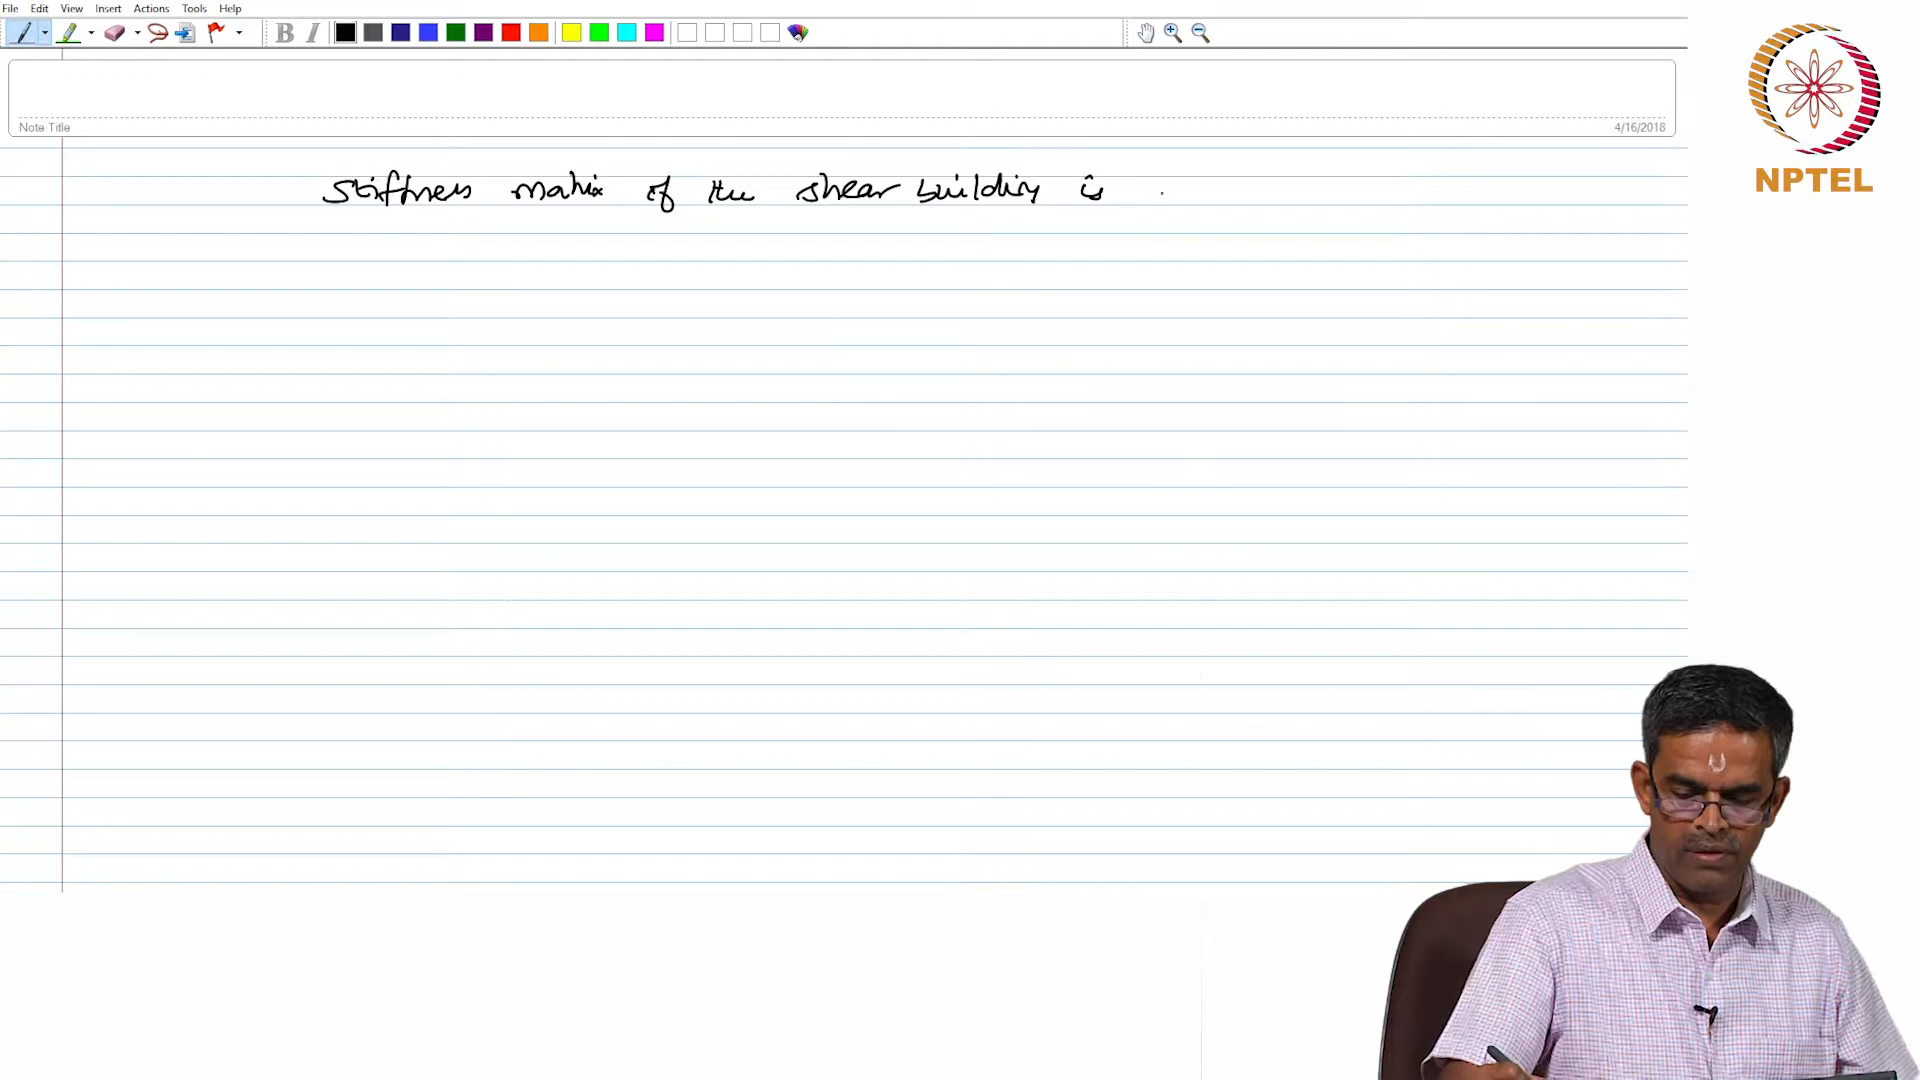 File Edit View Insert Actions Tools Help
B I
Note Title
4/16/2018
NPTEL
Stiffness matrix of the shear building is